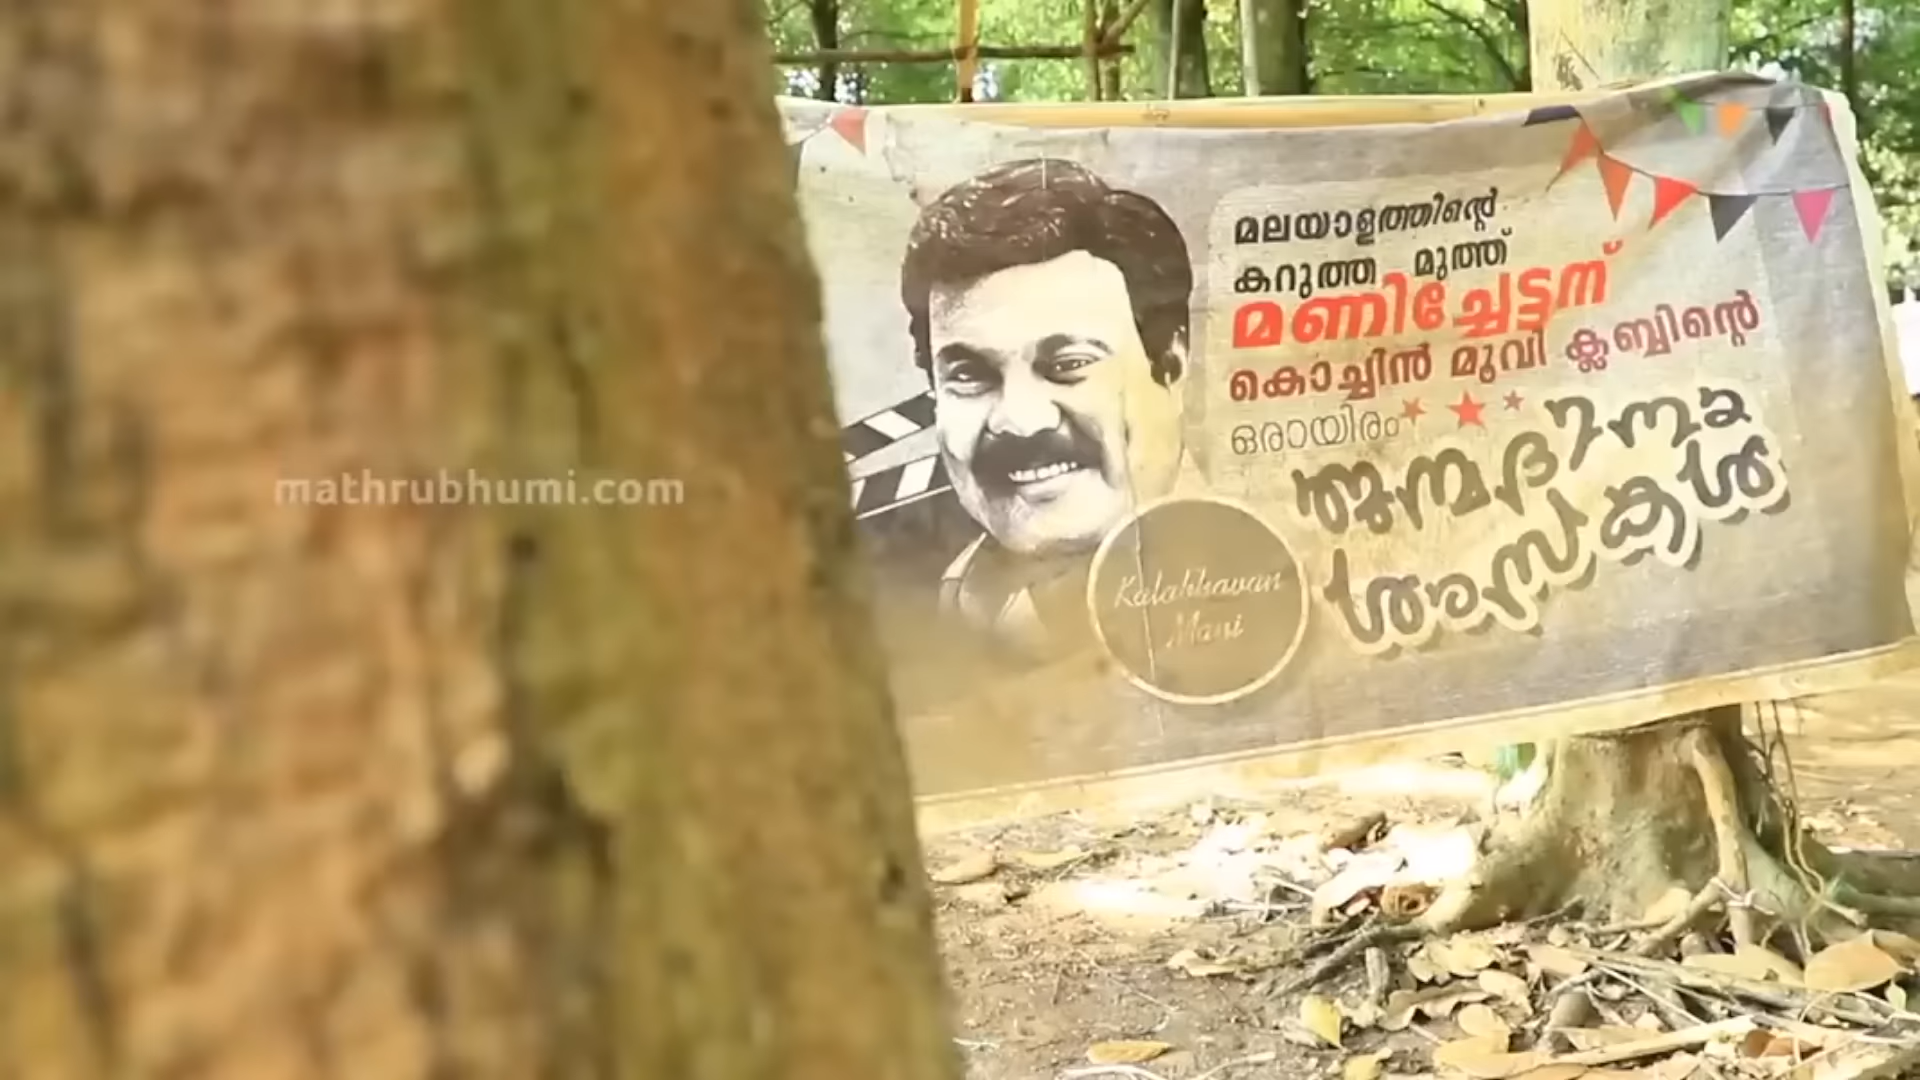 മലയാളത്തിന്റെ
കറുത്ത മുത്ത്
മണിച്ചേട്ടന്
കൊച്ചിൻ മൂവി ക്ലബ്ബിന്റെ
ഒരായിരം
ജന്മദിനാ
ശംസകൾ
Kalabhavan
Mani
mathrubhumi.com